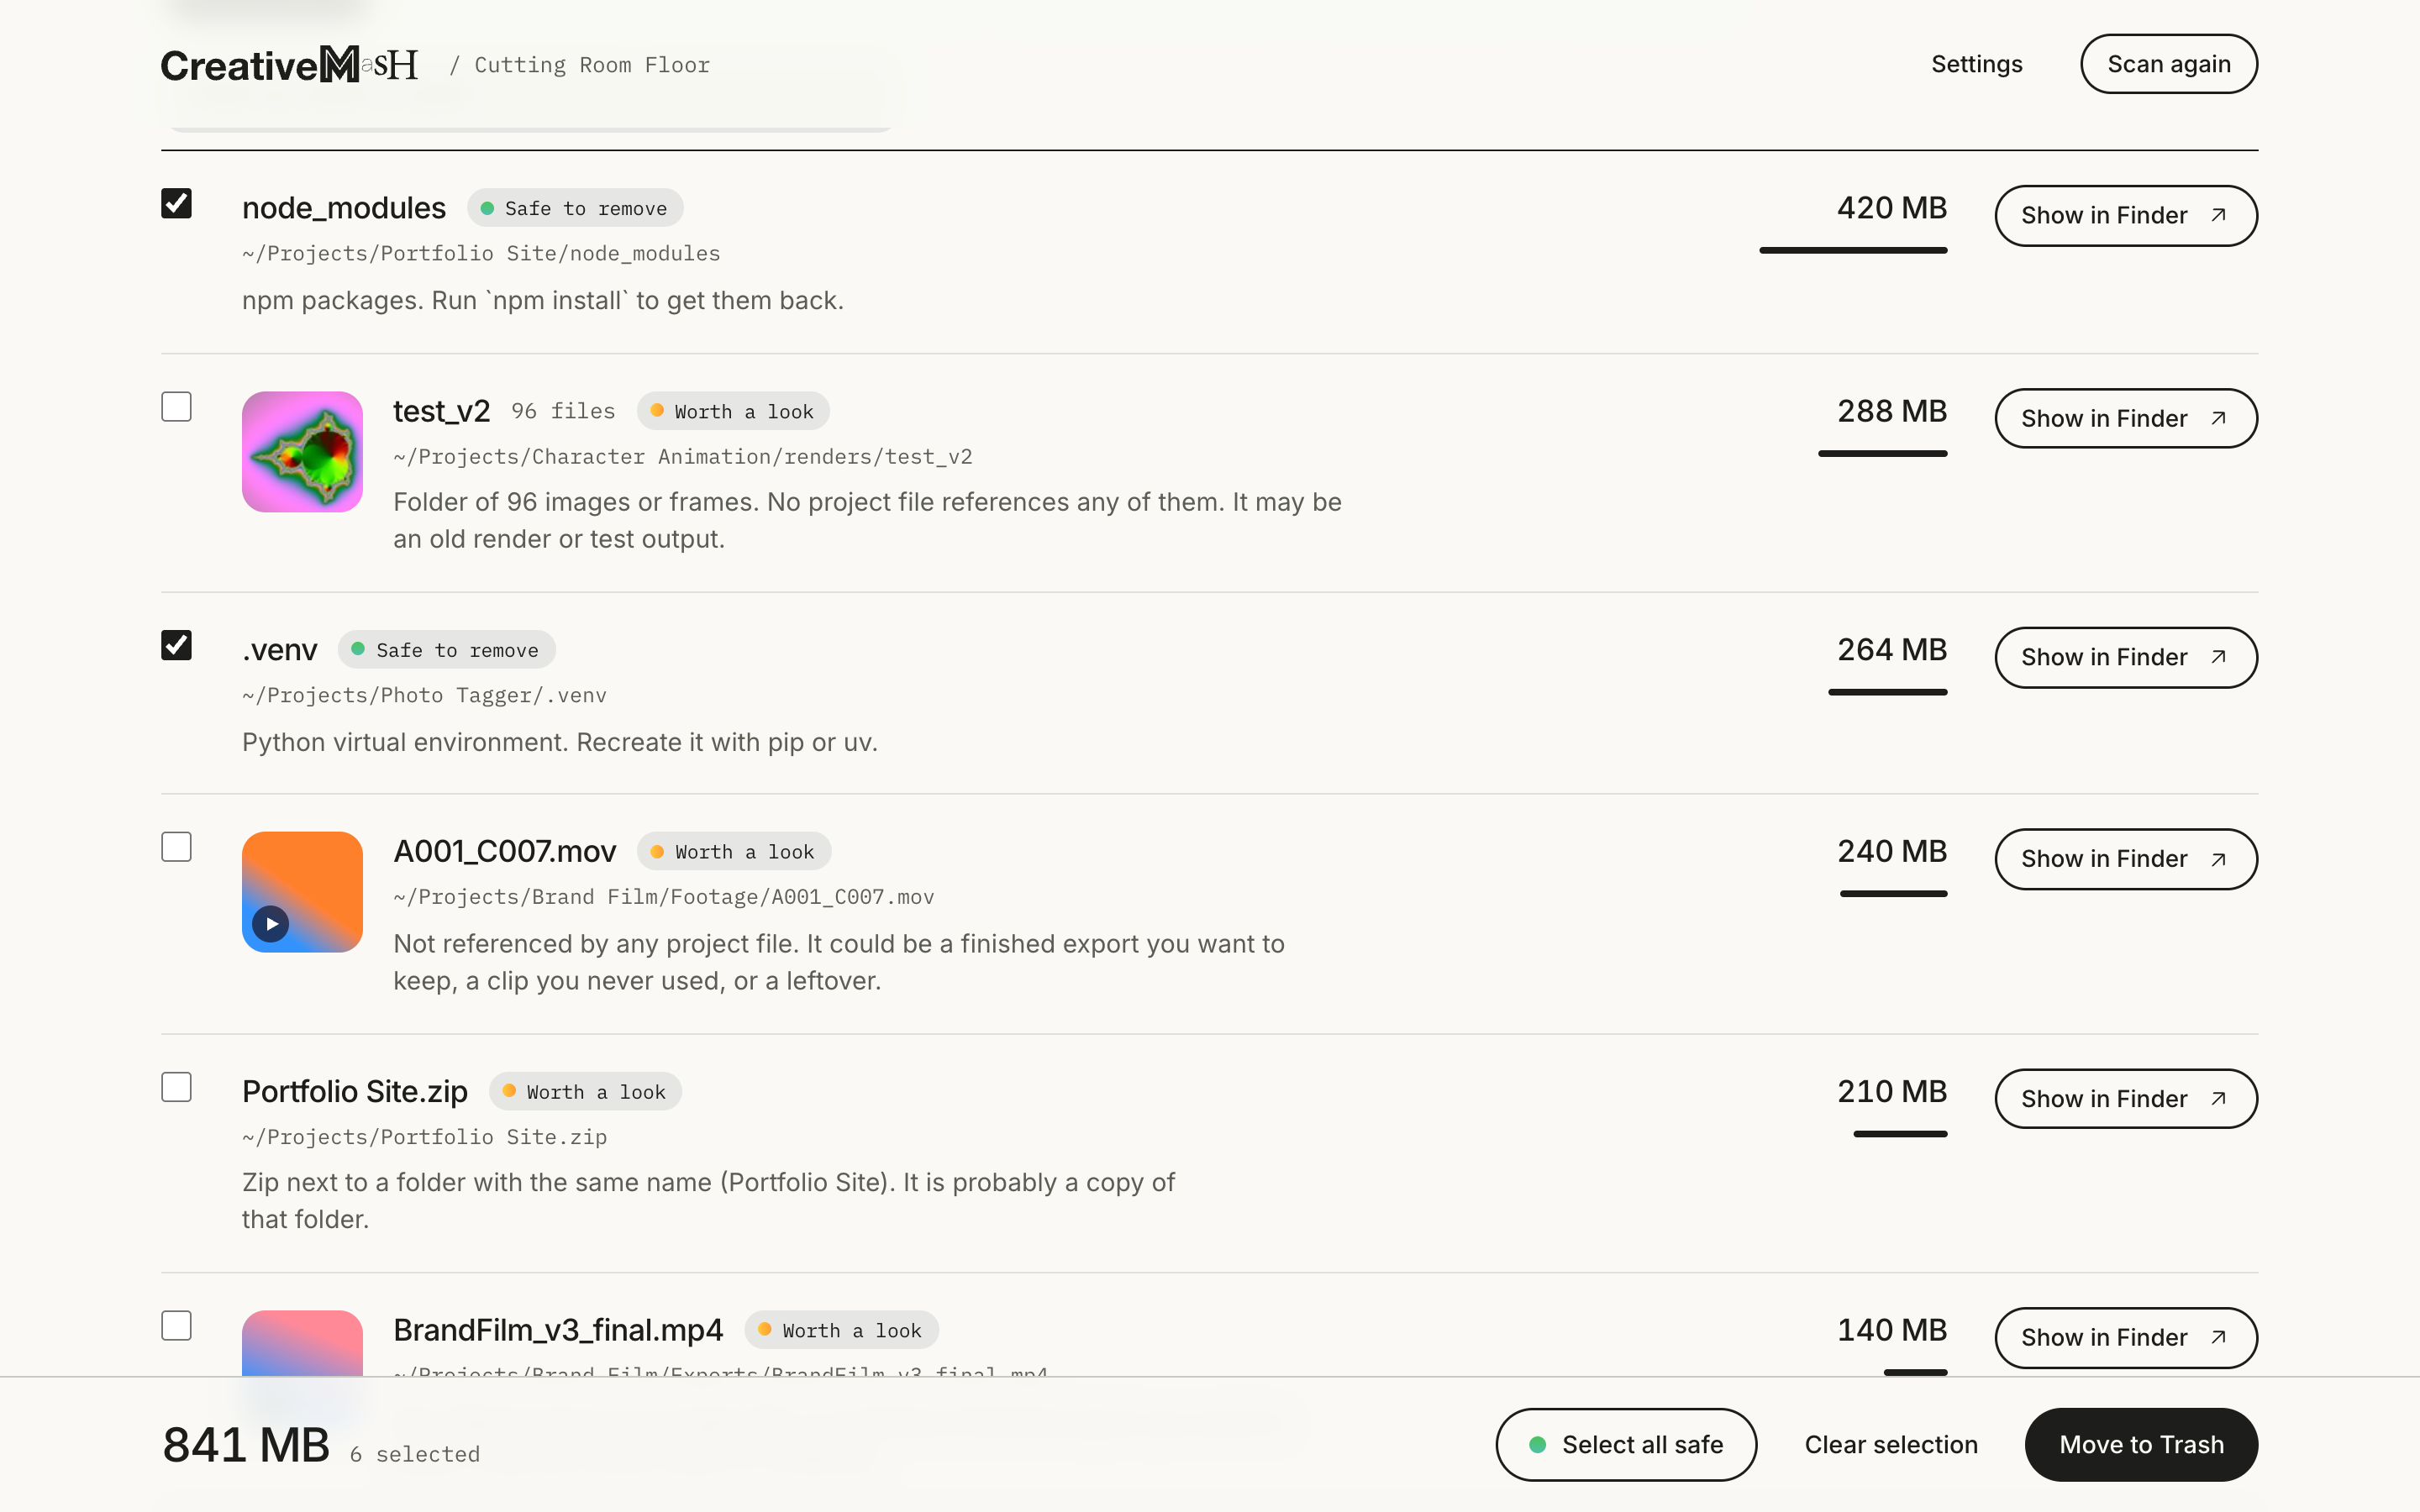 CreativeMasH / Cutting Room Floor Settings Scan again
node_modules Safe to remove 420 MB Show in Finder
~/Projects/Portfolio Site/node_modules
npm packages. Run `npm install` to get them back.
test_v2 96 files Worth a look 288 MB Show in Finder
~/Projects/Character Animation/renders/test_v2
Folder of 96 images or frames. No project file references any of them. It may be
an old render or test output.
.venv Safe to remove 264 MB Show in Finder
~/Projects/Photo Tagger/.venv
Python virtual environment. Recreate it with pip or uv.
A001_C007.mov Worth a look 240 MB Show in Finder
~/Projects/Brand Film/Footage/A001_C007.mov
Not referenced by any project file. It could be a finished export you want to
keep, a clip you never used, or a leftover.
Portfolio Site.zip Worth a look 210 MB Show in Finder
~/Projects/Portfolio Site.zip
Zip next to a folder with the same name (Portfolio Site). It is probably a copy of
that folder.
BrandFilm_v3_final.mp4 Worth a look 140 MB Show in Finder
~/Projects/Brand Film/Exports/BrandFilm_v3_final.mp4
841 MB 6 selected Select all safe Clear selection Move to Trash